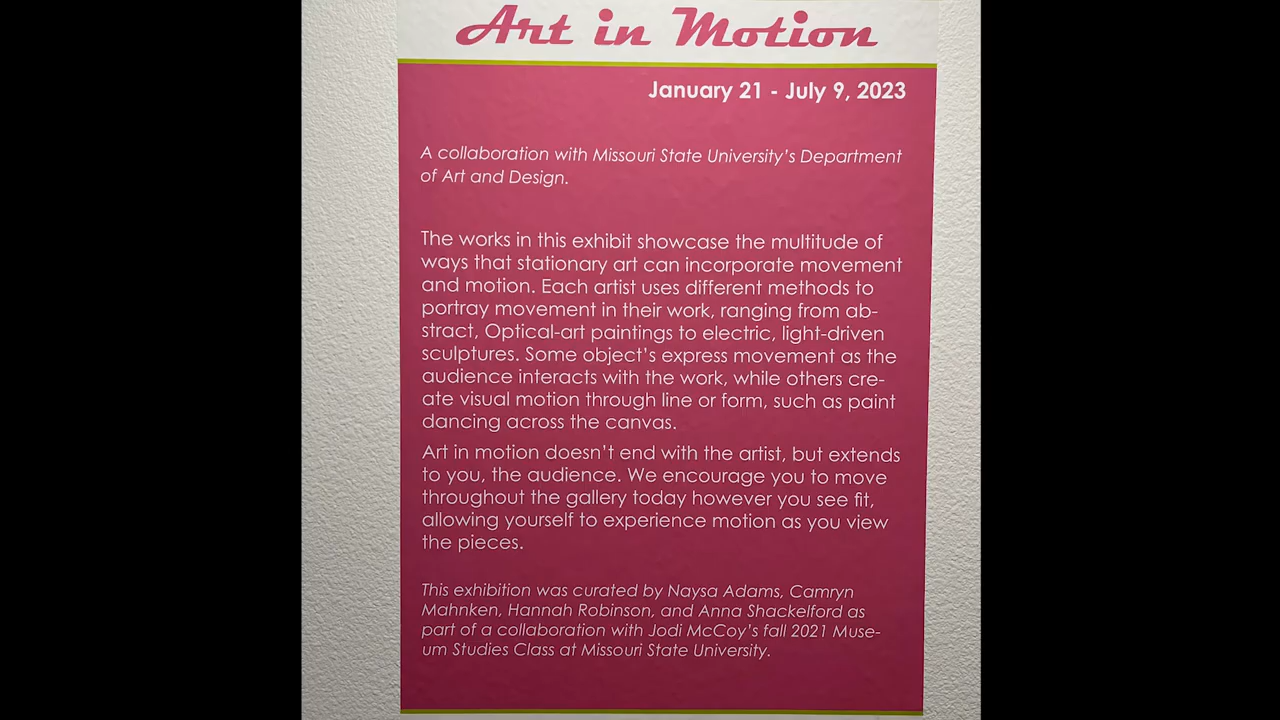 Art in Motion
January 21 - July 9, 2023
A collaboration with Missouri State University's Department
of Art and Design.
The works in this exhibit showcase the multitude of
ways that stationary art can incorporate movement
and motion. Each artist uses different methods to
portray movement in their work, ranging from ab-
stract, Optical-art paintings to electric, light-driven
sculptures. Some object's express movement as the
audience interacts with the work, while others cre-
ate visual motion through line or form, such as paint
dancing across the canvas.
Art in motion doesn't end with the artist, but extends
to you, the audience. We encourage you to move
throughout the gallery today however you see fit,
allowing yourself to experience motion as you view
the pieces.
This exhibition was curated by Naysa Adams, Camryn
Mahnken, Hannah Robinson, and Anna Shackelford as
part of a collaboration with Jodi McCoy's fall 2021 Muse-
um Studies Class at Missouri State University.